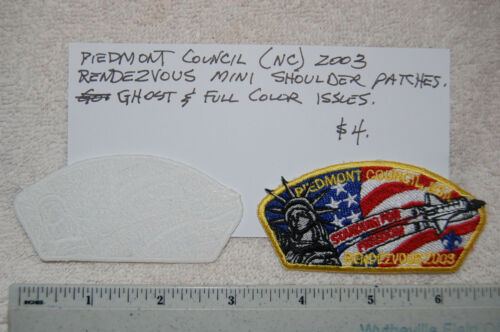 PIEDMONT COUNCIL (NC) 2003
RENDEZVOUS MINI SHOULDER PATCHES.
GHOST & FULL COLOR ISSUES.
$4.
PIEDMONT COUNCIL,
STANDING FOR
FREEDOM
RENDEZVOUS 2003
1 2 3 4 5 6